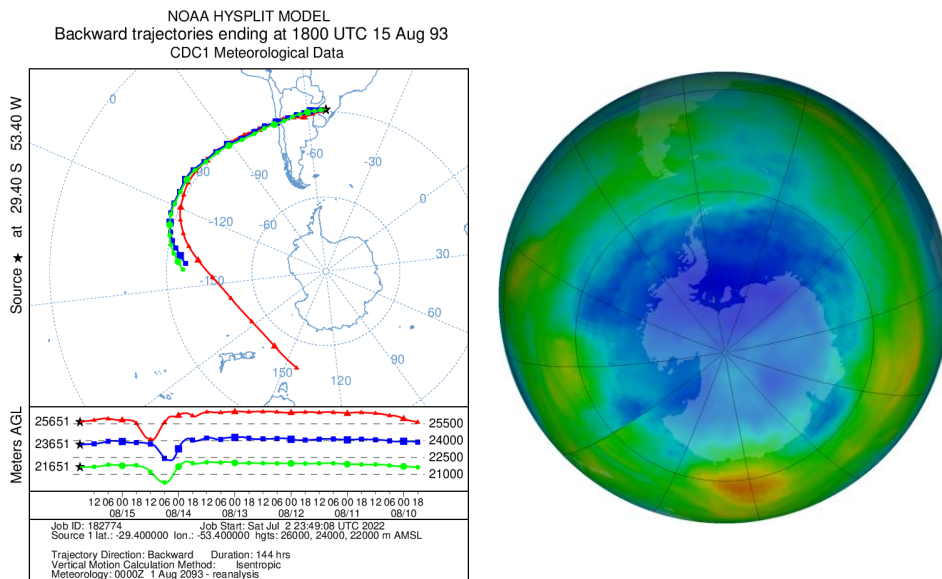 NOAA HYSPLIT MODEL
Backward trajectories ending at 1800 UTC 15 Aug 93
CDC1 Meteorological Data
Source ★ at 29.40 S 53.40 W
0
-30
-60
-90
-90
0
-120
-60
30
-150
60
90
150
120
Meters AGL
25651
23651
21651
25500
24000
22500
21000
12 06 00 18 12 06 00 18 12 06 00 18 12 06 00 18 12 06 00 18 12 06 00 18
08/15 08/14 08/13 08/12 08/11 08/10
Job ID: 182774 Job Start: Sat Jul 2 23:49:08 UTC 2022
Source 1 lat.: -29.400000 lon.: -53.400000 hgts: 26000, 24000, 22000 m AMSL
Trajectory Direction: Backward Duration: 144 hrs
Vertical Motion Calculation Method: Isentropic
Meteorology: 0000Z 1 Aug 2093 - reanalysis